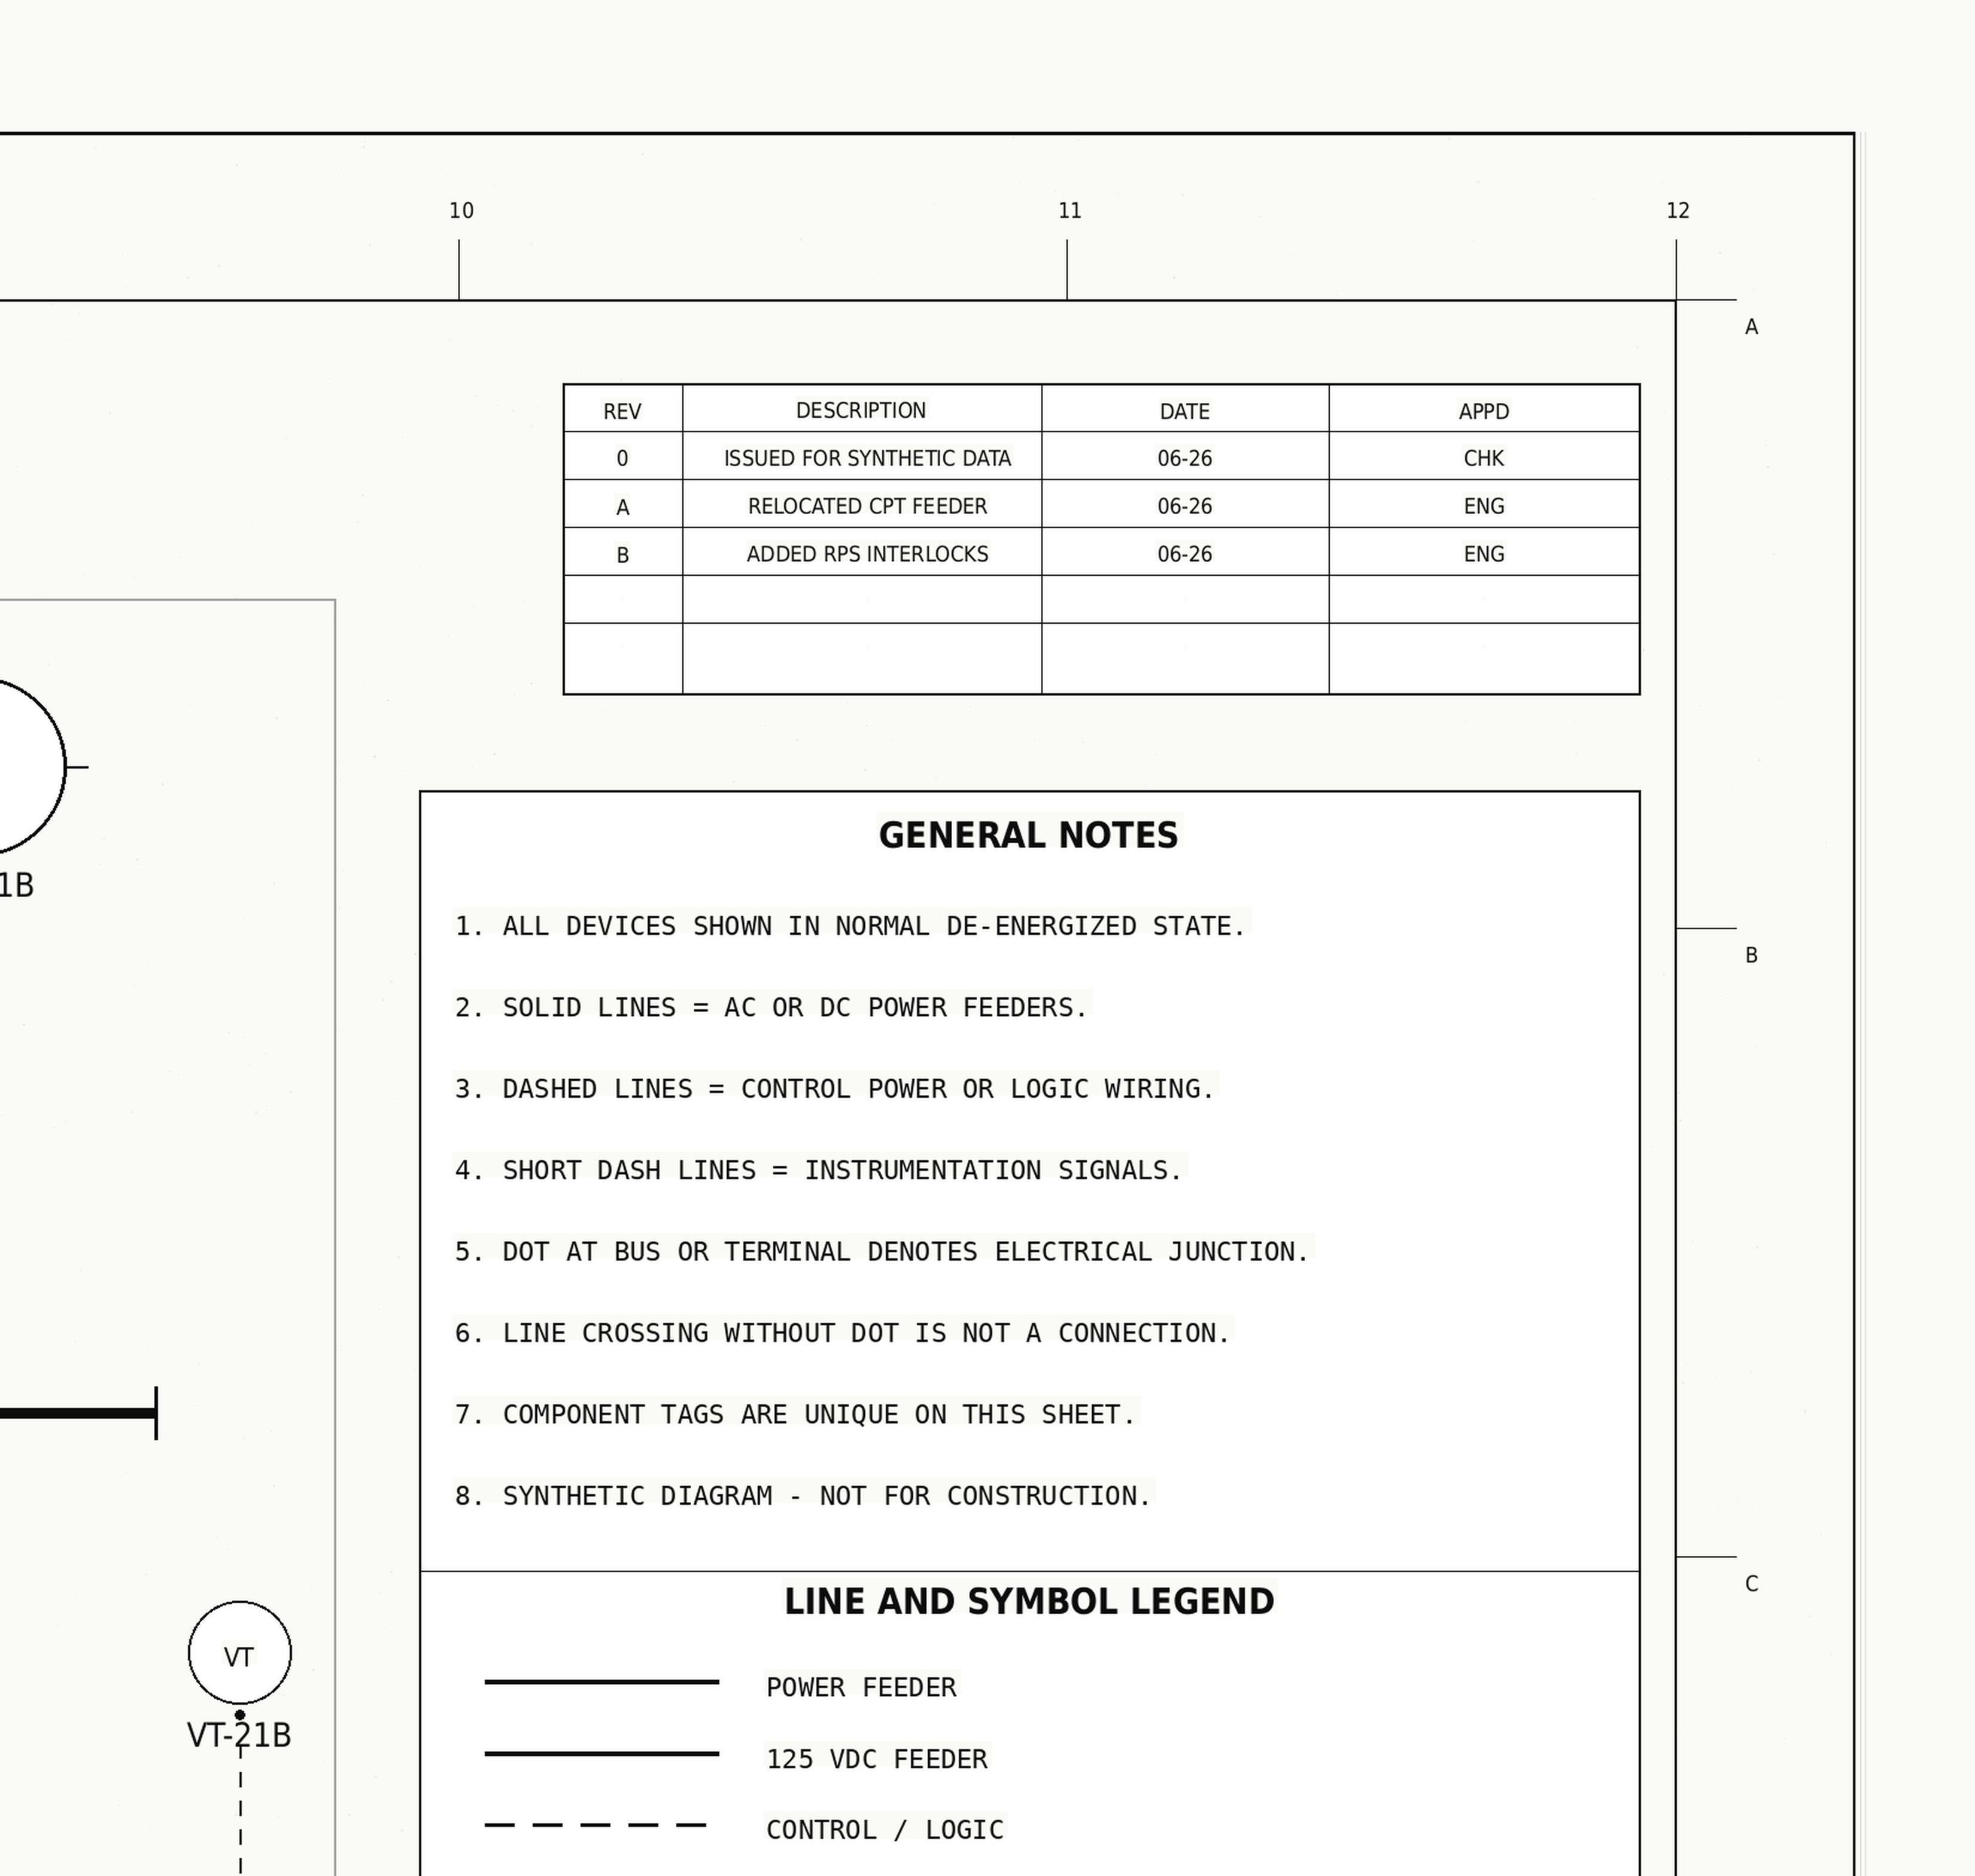 10 11 12
A
REV DESCRIPTION DATE APPD
0 ISSUED FOR SYNTHETIC DATA 06-26 CHK
A RELOCATED CPT FEEDER 06-26 ENG
B ADDED RPS INTERLOCKS 06-26 ENG
1B
GENERAL NOTES
1. ALL DEVICES SHOWN IN NORMAL DE-ENERGIZED STATE.
B
2. SOLID LINES = AC OR DC POWER FEEDERS.
3. DASHED LINES = CONTROL POWER OR LOGIC WIRING.
4. SHORT DASH LINES = INSTRUMENTATION SIGNALS.
5. DOT AT BUS OR TERMINAL DENOTES ELECTRICAL JUNCTION.
6. LINE CROSSING WITHOUT DOT IS NOT A CONNECTION.
7. COMPONENT TAGS ARE UNIQUE ON THIS SHEET.
8. SYNTHETIC DIAGRAM - NOT FOR CONSTRUCTION.
C
LINE AND SYMBOL LEGEND
VT
VT-21B
POWER FEEDER
125 VDC FEEDER
CONTROL / LOGIC